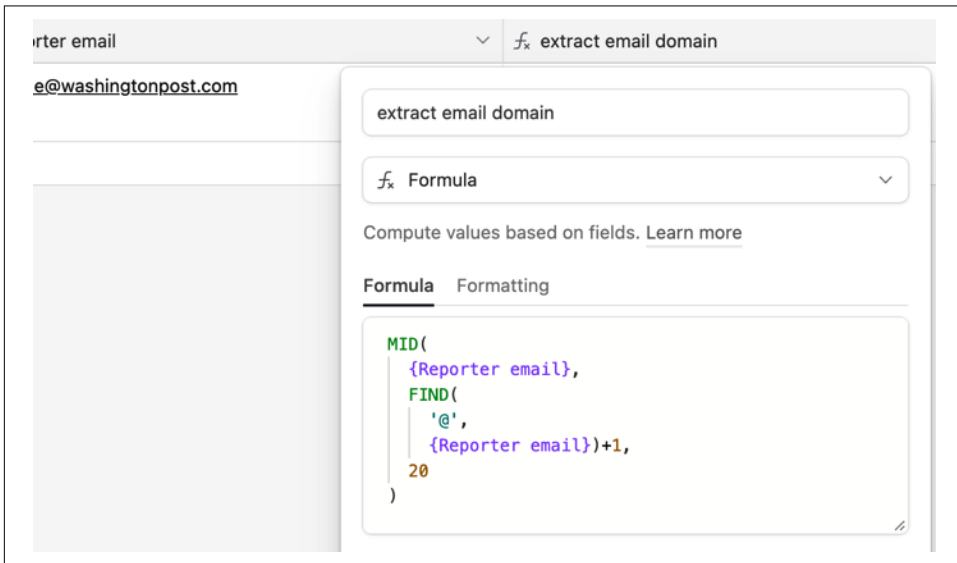 rter email
extract email domain
e@washingtonpost.com
extract email domain
Formula
Compute values based on fields. Learn more
Formula Formatting
MID(
{Reporter email},
FIND(
'@',
{Reporter email})+1,
20
)